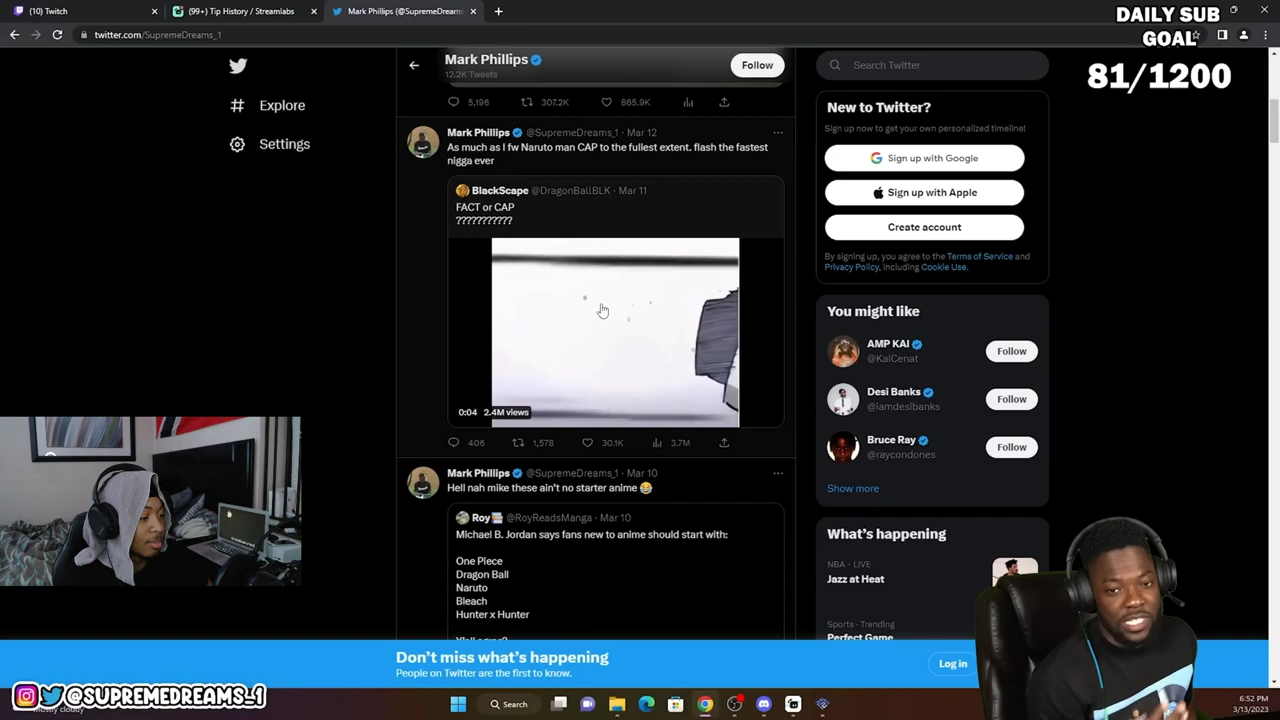 (10) Twitch
(99+) Tip History / Streamlabs
Mark Phillips (@SupremeDreams_
twitter.com/SupremeDreams_1
DAILY SUB
GOAL
81/1200
Explore
Settings
Mark Phillips
12.2K Tweets
Follow
5,196
307.2K
865.9K
Mark Phillips @SupremeDreams_1 · Mar 12
As much as I fw Naruto man CAP to the fullest extent. flash the fastest
nigga ever
BlackScape @DragonBallBLK · Mar 11
FACT or CAP
???????????
0:04 2.4M views
406
1,578
30.1K
3.7M
Mark Phillips @SupremeDreams_1 · Mar 10
Hell nah mike these ain't no starter anime 😂
Roy @RoyReadsManga · Mar 10
Michael B. Jordan says fans new to anime should start with:
One Piece
Dragon Ball
Naruto
Bleach
Hunter x Hunter
Y'all agree?
Search Twitter
New to Twitter?
Sign up now to get your own personalized timeline!
Sign up with Google
Sign up with Apple
Create account
By signing up, you agree to the Terms of Service and
Privacy Policy, including Cookie Use.
You might like
AMP KAI
@KaiCenat
Follow
Desi Banks
@iamdesibanks
Follow
Bruce Ray
@raycondones
Follow
Show more
What's happening
NBA · LIVE
Jazz at Heat
Sports · Trending
Perfect Game
Don't miss what's happening
People on Twitter are the first to know.
Log in
@SUPREMEDREAMS_1
Mostly cloudy
Search
6:52 PM
3/13/2023